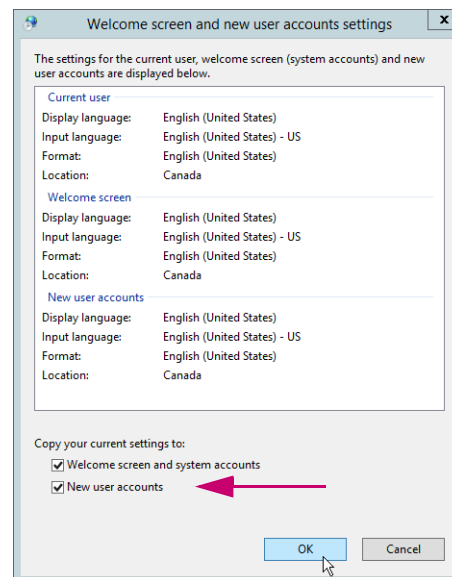 Welcome screen and new user accounts settings
x
The settings for the current user, welcome screen (system accounts) and new
user accounts are displayed below.
Current user
Display language: English (United States)
Input language: English (United States) - US
Format: English (United States)
Location: Canada
Welcome screen
Display language: English (United States)
Input language: English (United States) - US
Format: English (United States)
Location: Canada
New user accounts
Display language: English (United States)
Input language: English (United States) - US
Format: English (United States)
Location: Canada
Copy your current settings to:
Welcome screen and system accounts
New user accounts
OK Cancel